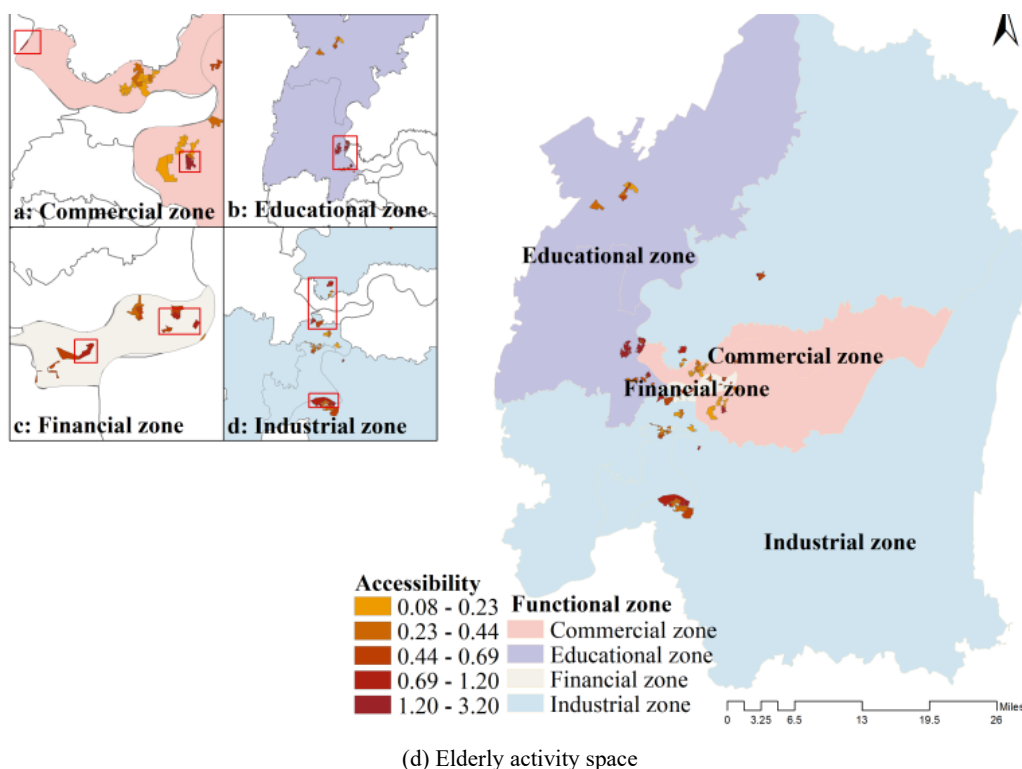 a: Commercial zone
b: Educational zone
c: Financial zone
d: Industrial zone
Educational zone
Commercial zone
Financial zone
Industrial zone
Accessibility
0.08 - 0.23
0.23 - 0.44
0.44 - 0.69
0.69 - 1.20
1.20 - 3.20
Functional zone
Commercial zone
Educational zone
Financial zone
Industrial zone
Miles
0 3.25 6.5 13 19.5 26
(d) Elderly activity space